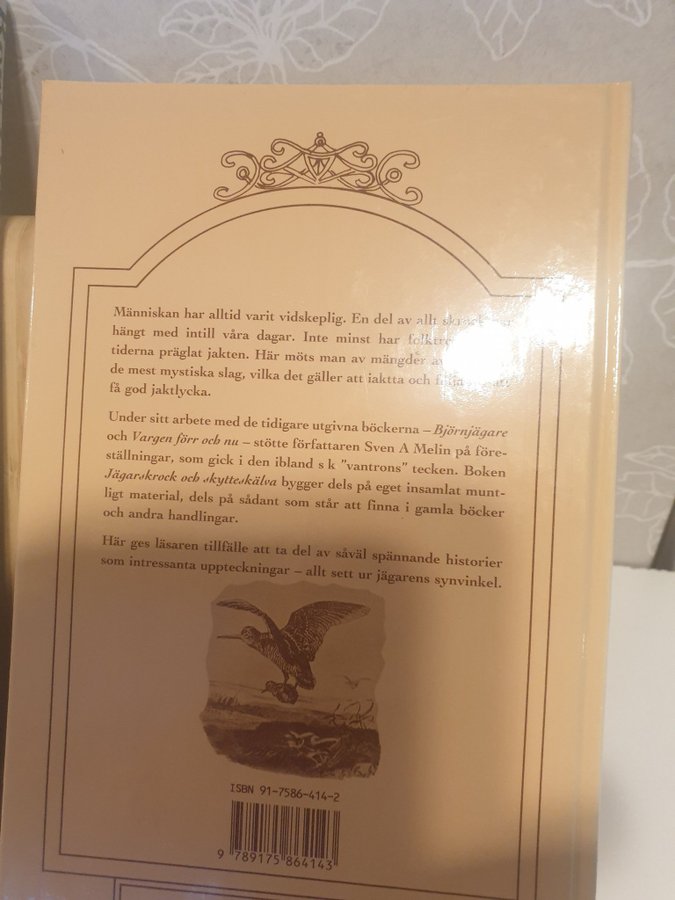 Människan har alltid varit vidskeplig. En del av allt
hängt med intill våra dagar. Inte minst har
tiderna präglat jakten. Här möts man av mängder
de mest mystiska slag, vilka det gäller att iaktta och
få god jaktlycka.
Under sitt arbete med de tidigare utgivna böckerna – Björnjägare
och Vargen förr och nu – stötte författaren Sven A Melin på före-
ställningar, som gick i den ibland s k "vantrons" tecken. Boken
Jägarskrock och skytteskälva bygger dels på eget insamlat munt-
ligt material, dels på sådant som står att finna i gamla böcker
och andra handlingar.
Här ges läsaren tillfälle att ta del av såväl spännande historier
som intressanta uppteckningar – allt sett ur jägarens synvinkel.
ISBN 91-7586-414-2
9 789175 864143